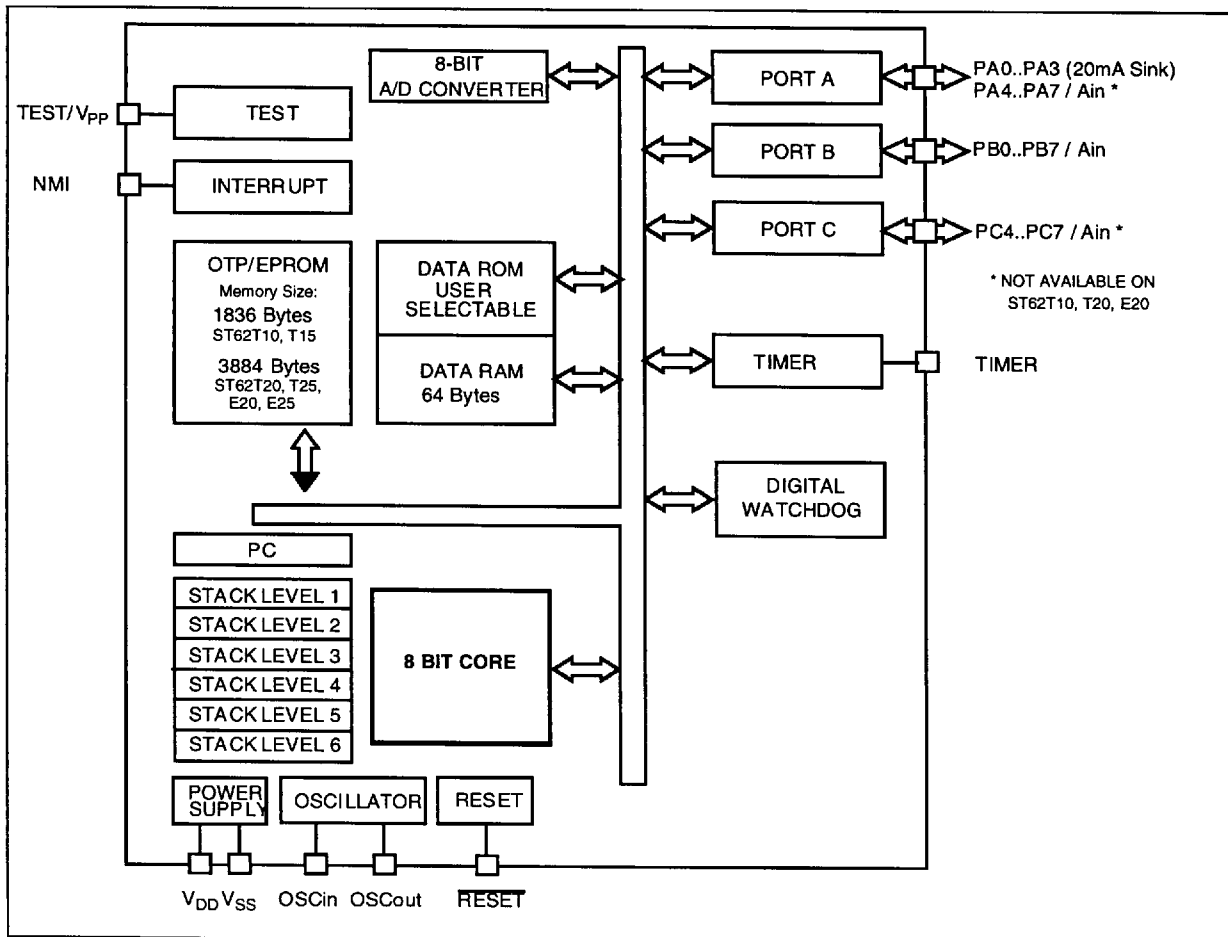 8-BIT
A/D CONVERTER
PORT A
PA0..PA3 (20mA Sink)
PA4..PA7 / Ain *
TEST/VPP
TEST
PORT B
PB0..PB7 / Ain
NMI
INTERRUPT
PORT C
PC4..PC7 / Ain *
OTP/EPROM
Memory Size:
1836 Bytes
ST62T10, T15
3884 Bytes
ST62T20, T25,
E20, E25
DATA ROM
USER
SELECTABLE
DATA RAM
64 Bytes
* NOT AVAILABLE ON
ST62T10, T20, E20
TIMER
TIMER
DIGITAL
WATCHDOG
PC
STACK LEVEL 1
STACK LEVEL 2
STACK LEVEL 3
STACK LEVEL 4
STACK LEVEL 5
STACK LEVEL 6
8 BIT CORE
POWER
SUPPLY
OSCILLATOR
RESET
VDD VSS
OSCin
OSCout
RESET